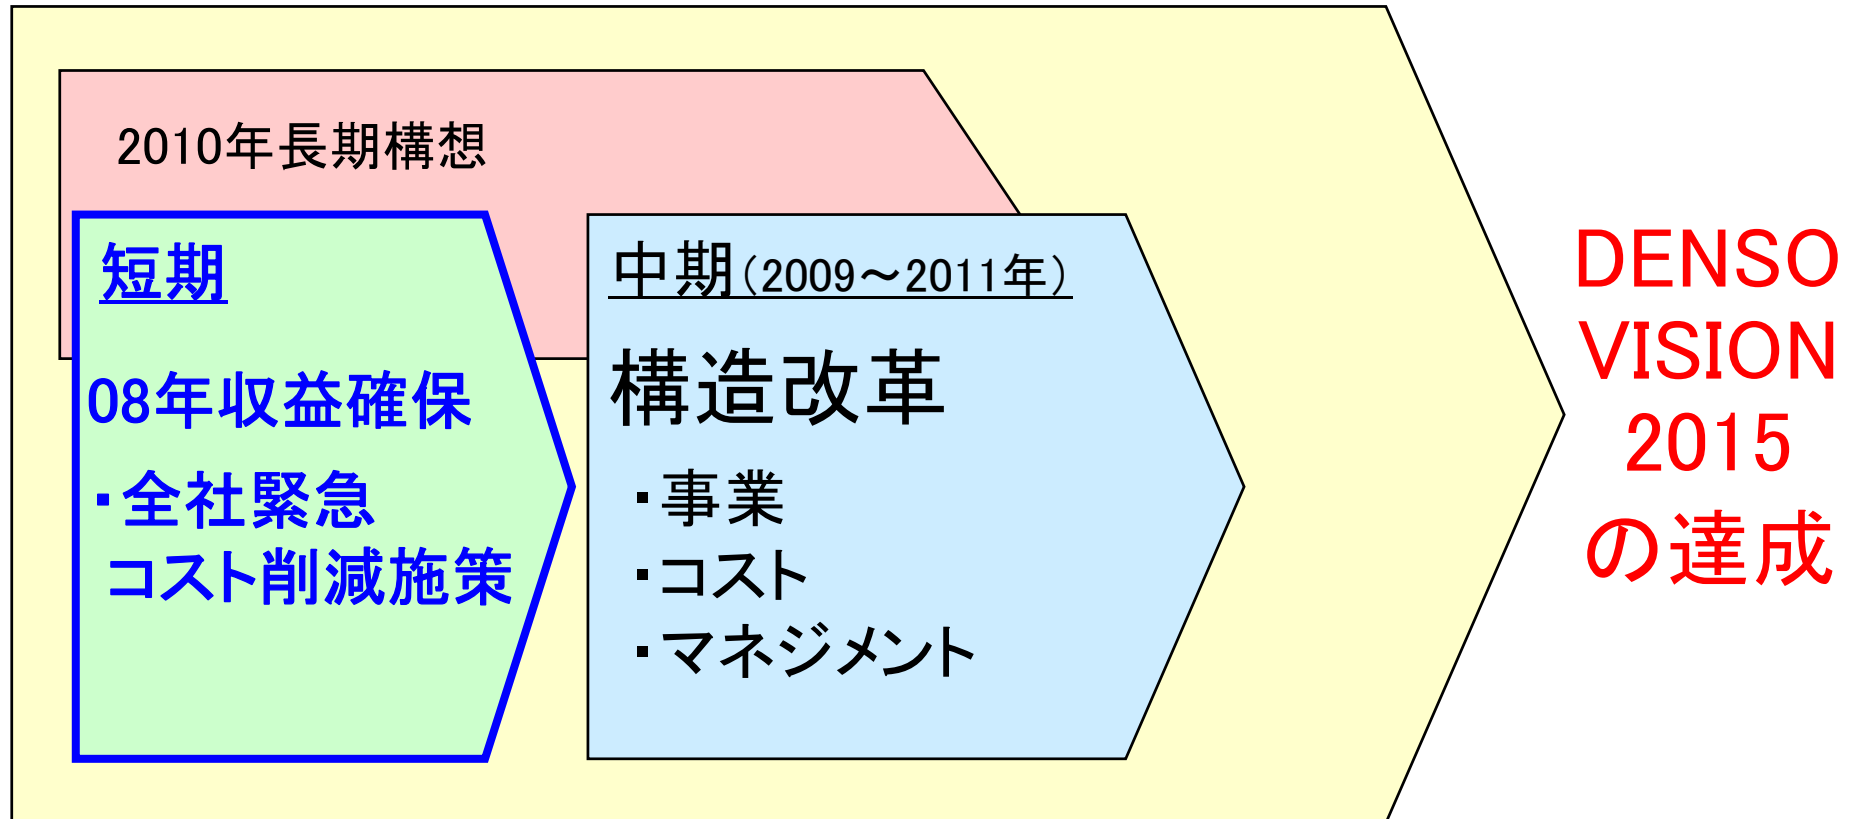 2010年長期構想
短期
08年収益確保
・全社緊急
コスト削減施策
中期(2009～2011年)
構造改革
・事業
・コスト
・マネジメント
DENSO
VISION
2015
の達成